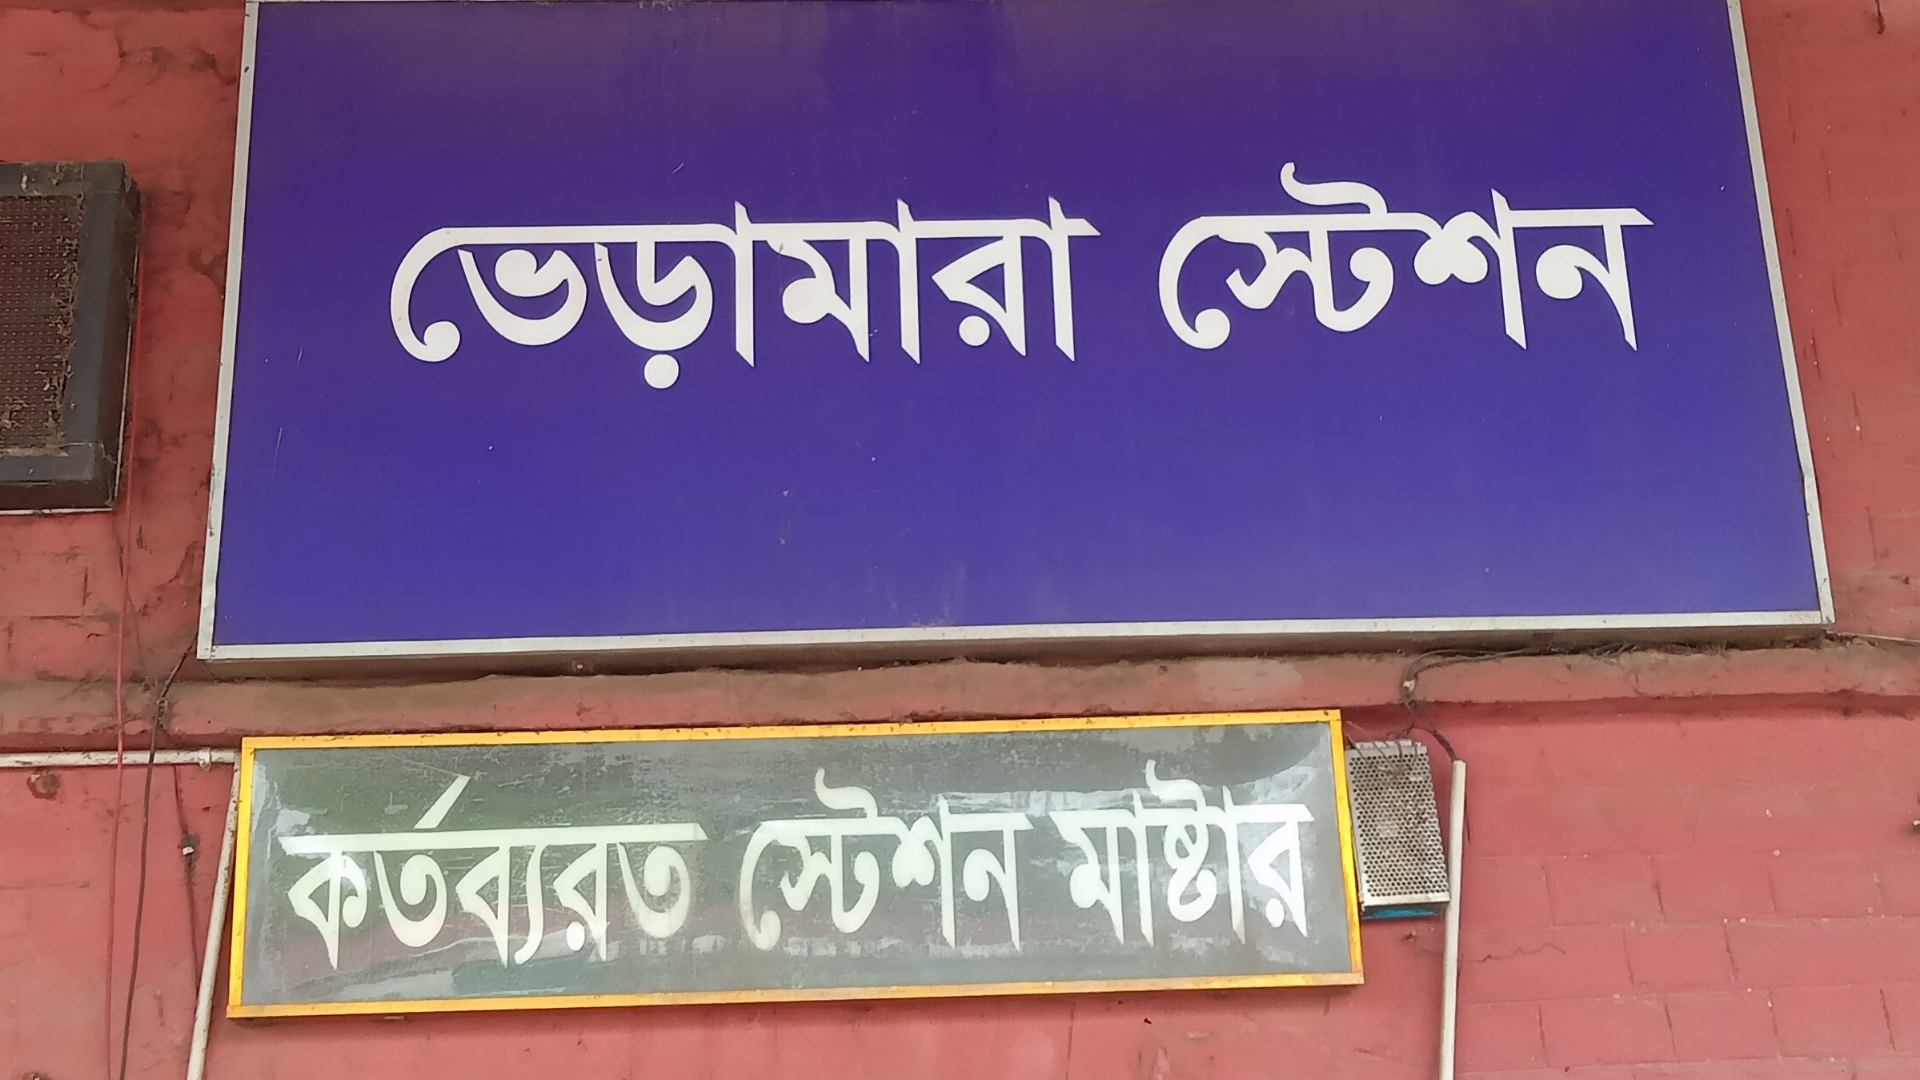 ভেড়ামারা স্টেশন
কর্তব্যরত স্টেশন মাষ্টার